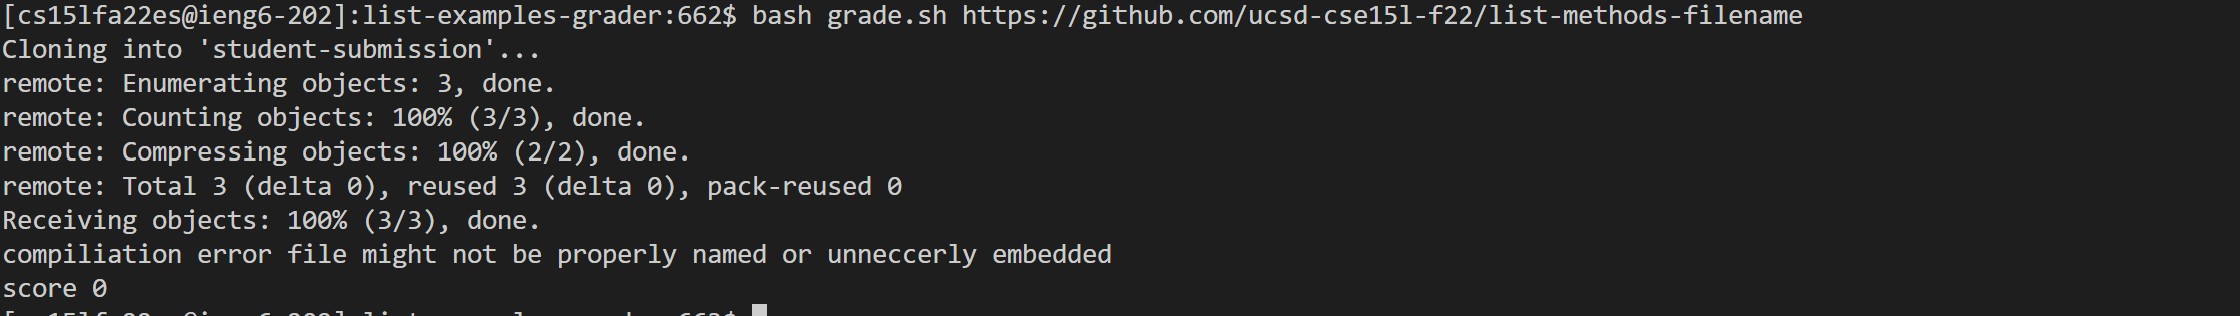 [cs15lfa22es@ieng6-202]:list-examples-grader:662$ bash grade.sh https://github.com/ucsd-cse15l-f22/list-methods-filename
Cloning into 'student-submission'...
remote: Enumerating objects: 3, done.
remote: Counting objects: 100% (3/3), done.
remote: Compressing objects: 100% (2/2), done.
remote: Total 3 (delta 0), reused 3 (delta 0), pack-reused 0
Receiving objects: 100% (3/3), done.
compiliation error file might not be properly named or unneccerly embedded
score 0